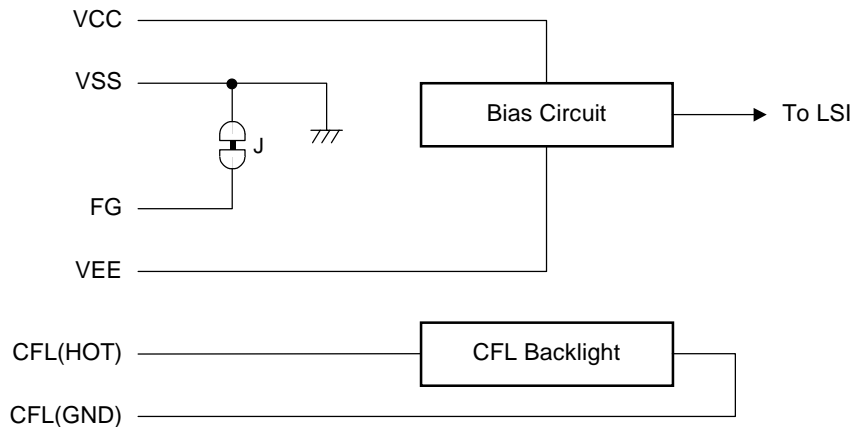 VCC
VSS
Bias Circuit
To LSI
J
FG
VEE
CFL(HOT)
CFL Backlight
CFL(GND)